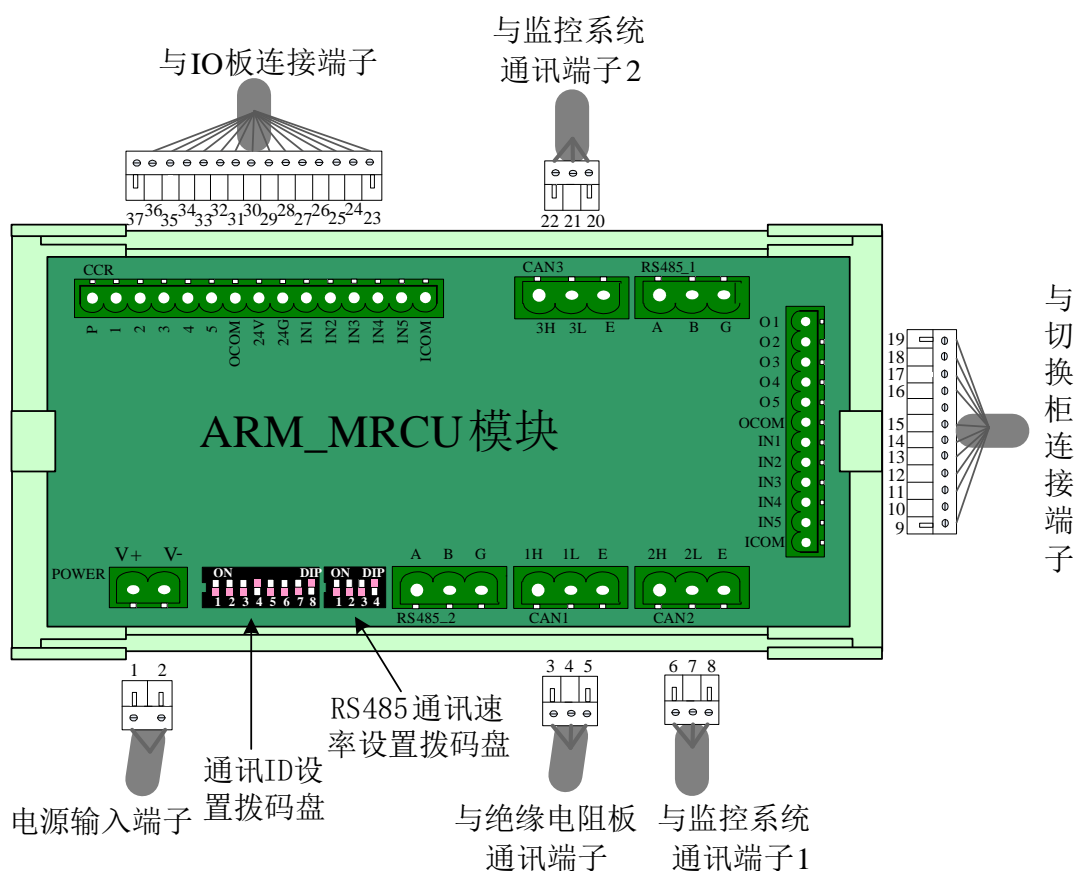 与监控系统
通讯端子2
与IO板连接端子
37 36 35 34 33 32 31 30 29 28 27 26 25 24 23
22 21 20
CCR
P 1 2 3 4 5 OCOM 24V 24G IN1 IN2 IN3 IN4 IN5 ICOM
CAN3
3H 3L E
RS485_1
A B G
O1
O2
O3
O4
O5
OCOM
IN1
IN2
IN3
IN4
IN5
ICOM
19
18
17
16
15
14
13
12
11
10
9
与切换柜连接端子
ARM_MRCU模块
V+ V-
POWER
ON DIP
1 2 3 4 5 6 7 8
ON DIP
1 2 3 4
A B G
RS485_2
1H 1L E
CAN1
2H 2L E
CAN2
1 2
3 4 5
6 7 8
RS485通讯速
率设置拨码盘
通讯ID设
置拨码盘
电源输入端子
与绝缘电阻板
通讯端子
与监控系统
通讯端子1